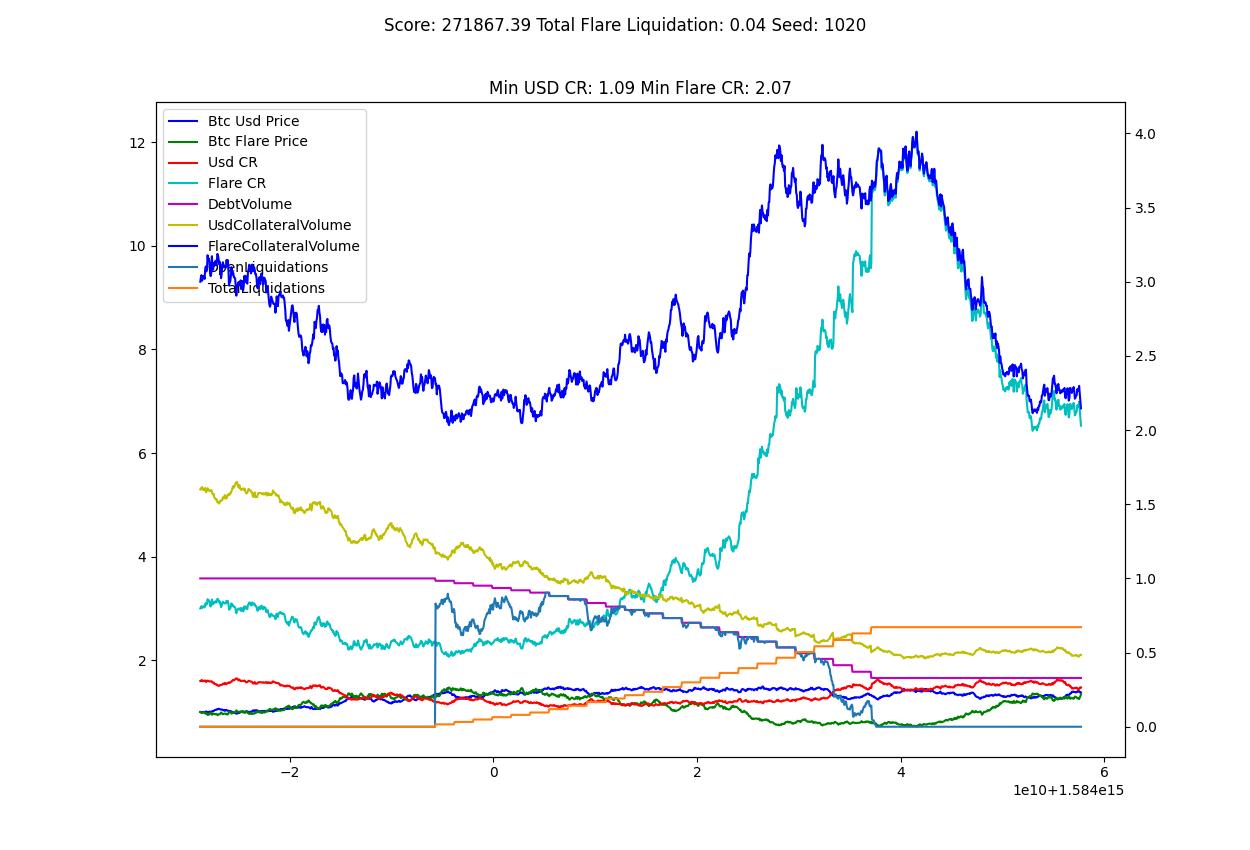 Score: 271867.39 Total Flare Liquidation: 0.04 Seed: 1020
Min USD CR: 1.09 Min Flare CR: 2.07
Btc Usd Price
Btc Flare Price
Usd CR
Flare CR
DebtVolume
UsdCollateralVolume
FlareCollateralVolume
OpenLiquidations
TotalLiquidations
12
10
8
6
4
2
4.0
3.5
3.0
2.5
2.0
1.5
1.0
0.5
0.0
−2
0
2
4
6
1e10+1.584e15